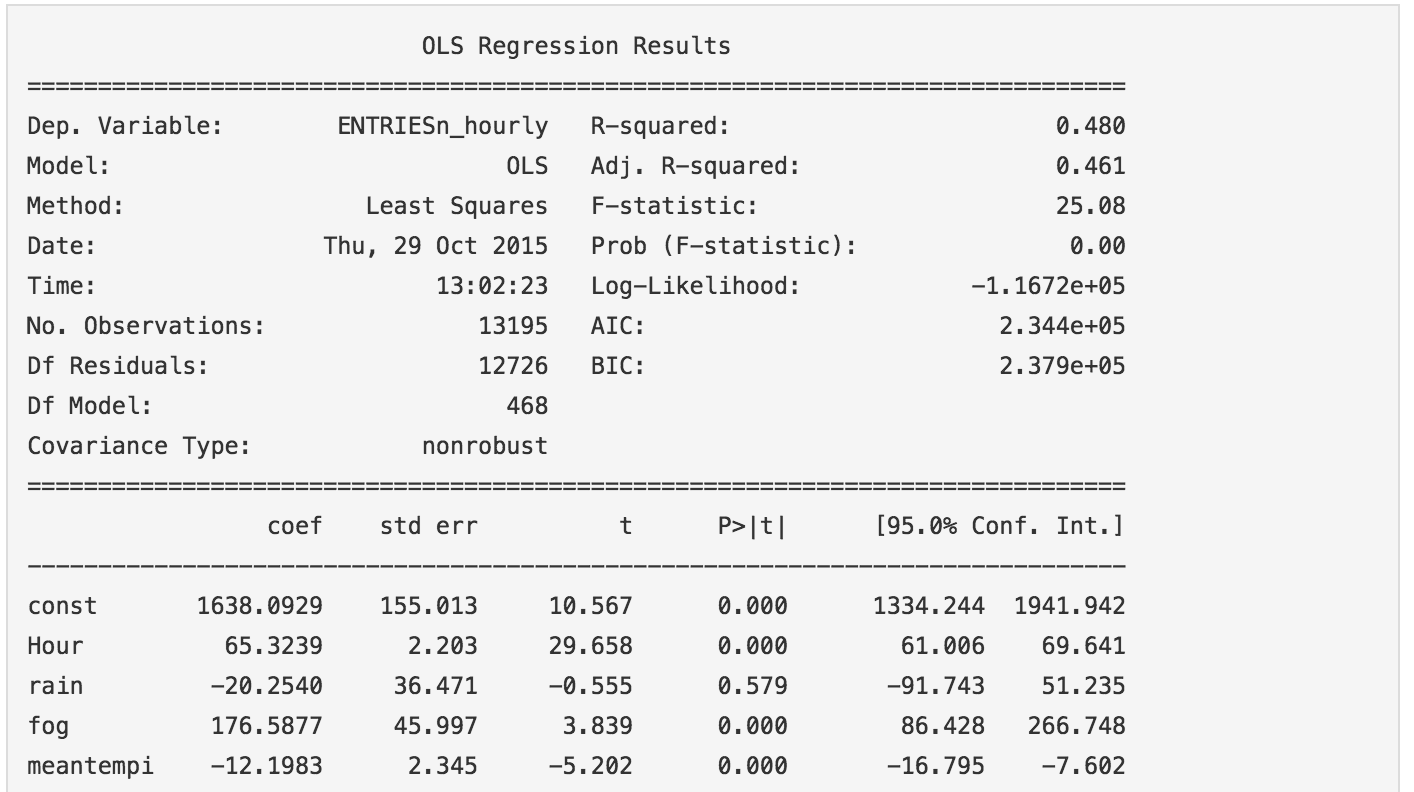 OLS Regression Results
==============================================================================
Dep. Variable: ENTRIESn_hourly R-squared: 0.480
Model: OLS Adj. R-squared: 0.461
Method: Least Squares F-statistic: 25.08
Date: Thu, 29 Oct 2015 Prob (F-statistic): 0.00
Time: 13:02:23 Log-Likelihood: -1.1672e+05
No. Observations: 13195 AIC: 2.344e+05
Df Residuals: 12726 BIC: 2.379e+05
Df Model: 468
Covariance Type: nonrobust
==============================================================================
coef std err t P>|t| [95.0% Conf. Int.]
------------------------------------------------------------------------------
const 1638.0929 155.013 10.567 0.000 1334.244 1941.942
Hour 65.3239 2.203 29.658 0.000 61.006 69.641
rain -20.2540 36.471 -0.555 0.579 -91.743 51.235
fog 176.5877 45.997 3.839 0.000 86.428 266.748
meantempi -12.1983 2.345 -5.202 0.000 -16.795 -7.602